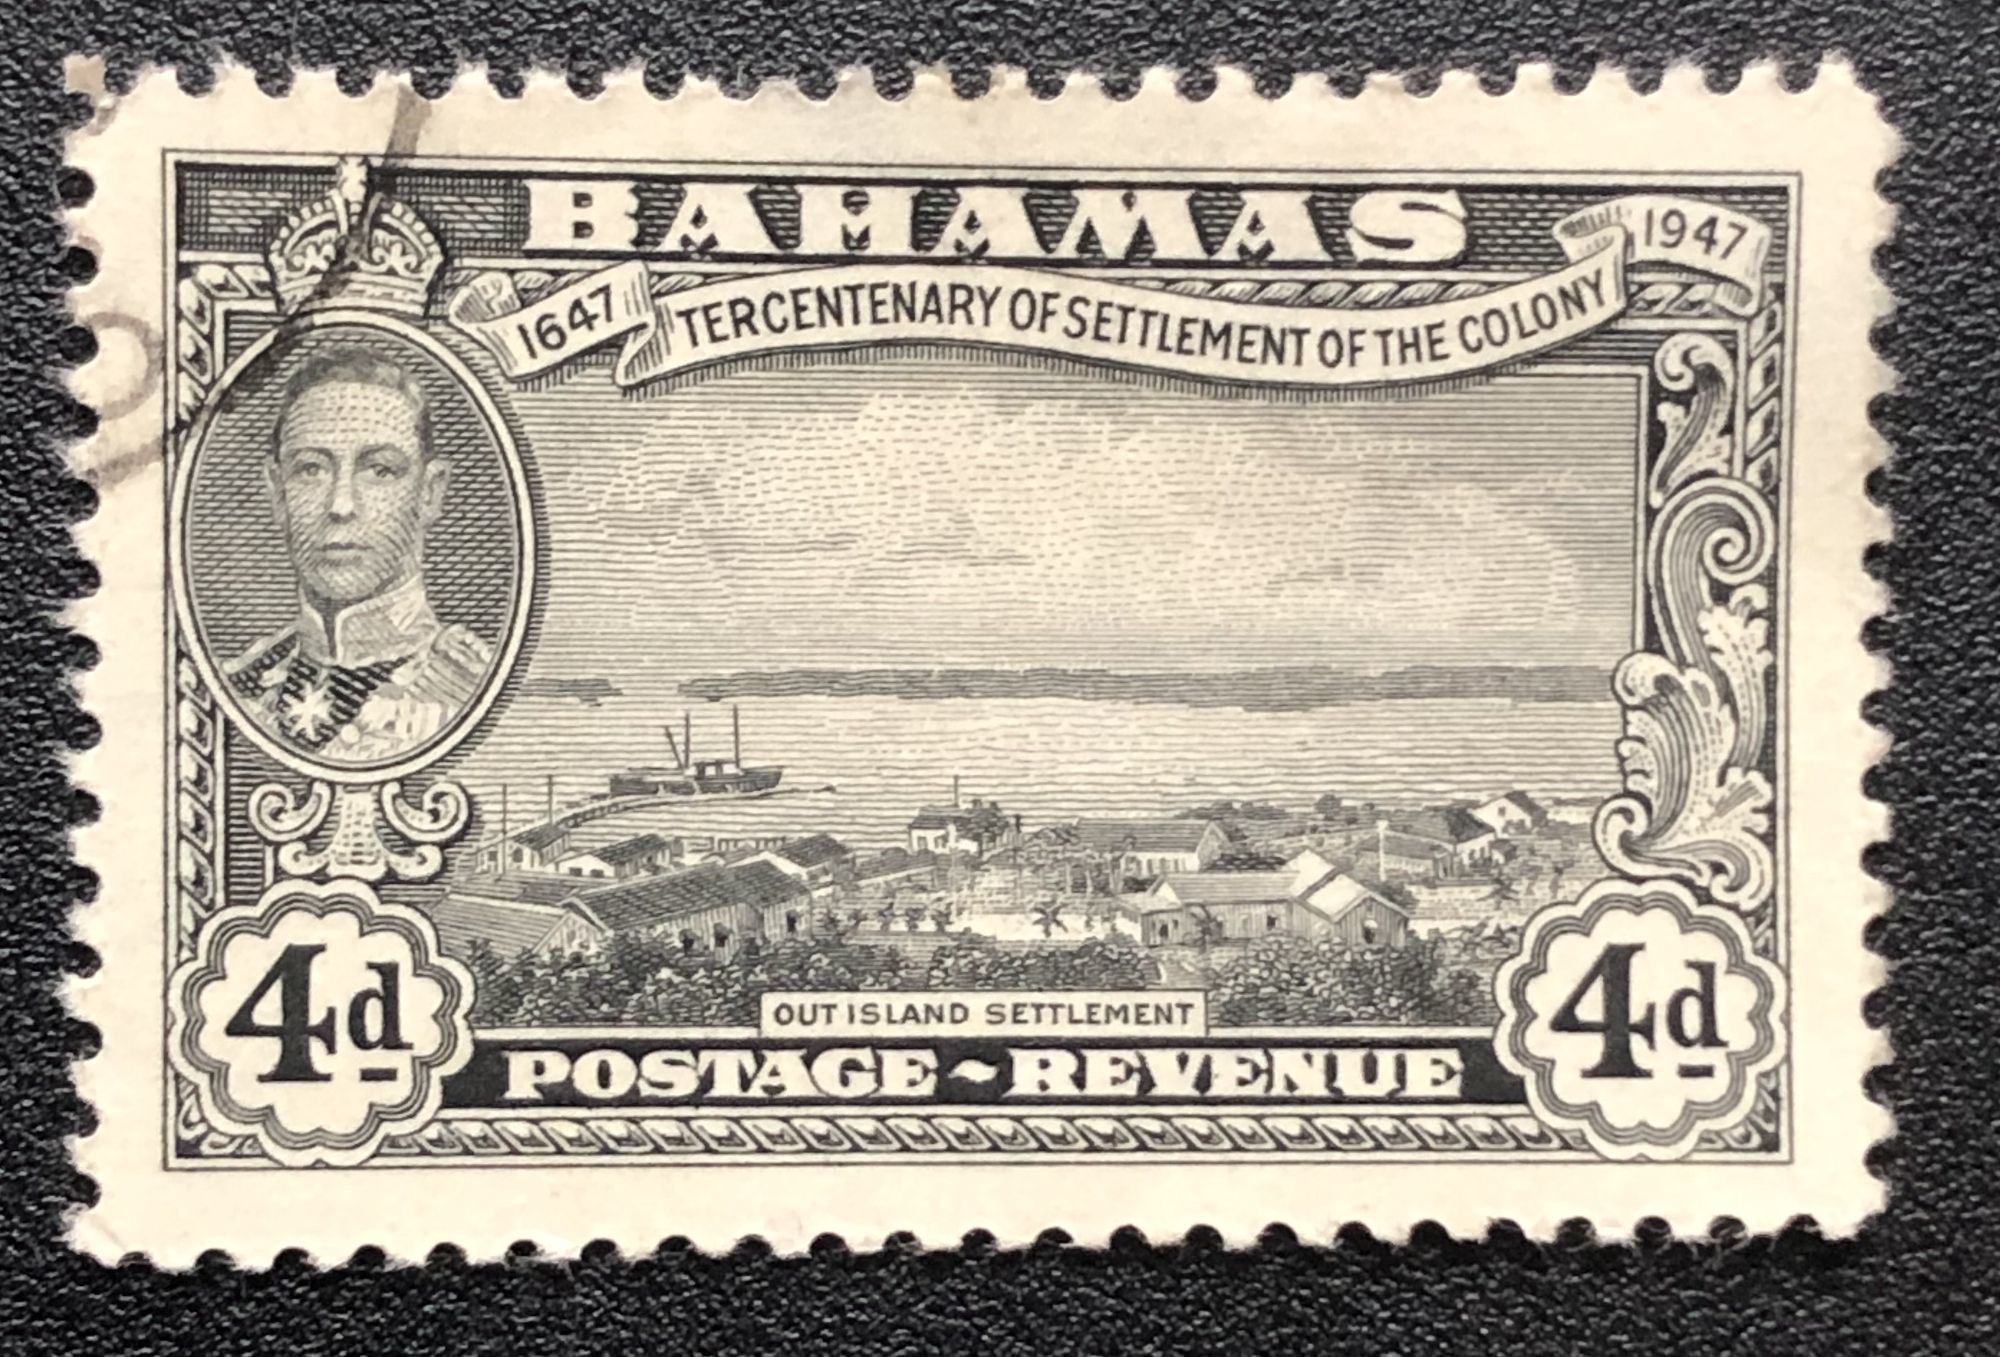 BAHAMAS
1647 TERCENTENARY OF SETTLEMENT OF THE COLONY 1947
OUT ISLAND SETTLEMENT
4d POSTAGE~REVENUE 4d